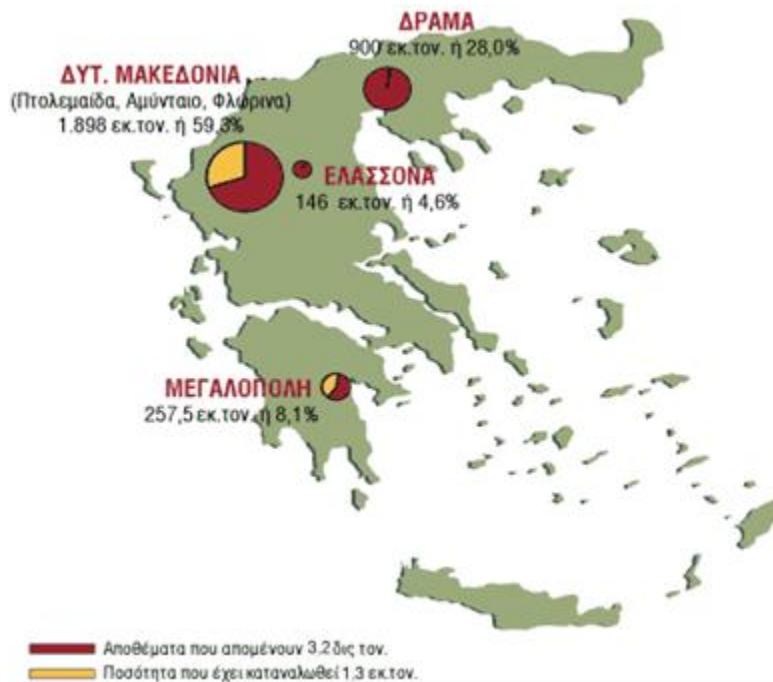 ΔΡΑΜΑ
900 εκ.τον. ή 28,0%
ΔΥΤ. ΜΑΚΕΔΟΝΙΑ
(Πτολεμαίδα, Αμύνταιο, Φλώρινα)
1.898 εκ.τον. ή 59,3%
ΕΛΑΣΣΟΝΑ
146 εκ.τον. ή 4,6%
ΜΕΓΑΛΟΠΟΛΗ
257,5 εκ.τον. ή 8,1%
Αποθέματα που απομένουν 3,2 δις τον.
Ποσότητα που έχει καταναλωθεί 1,3 εκ.τον.